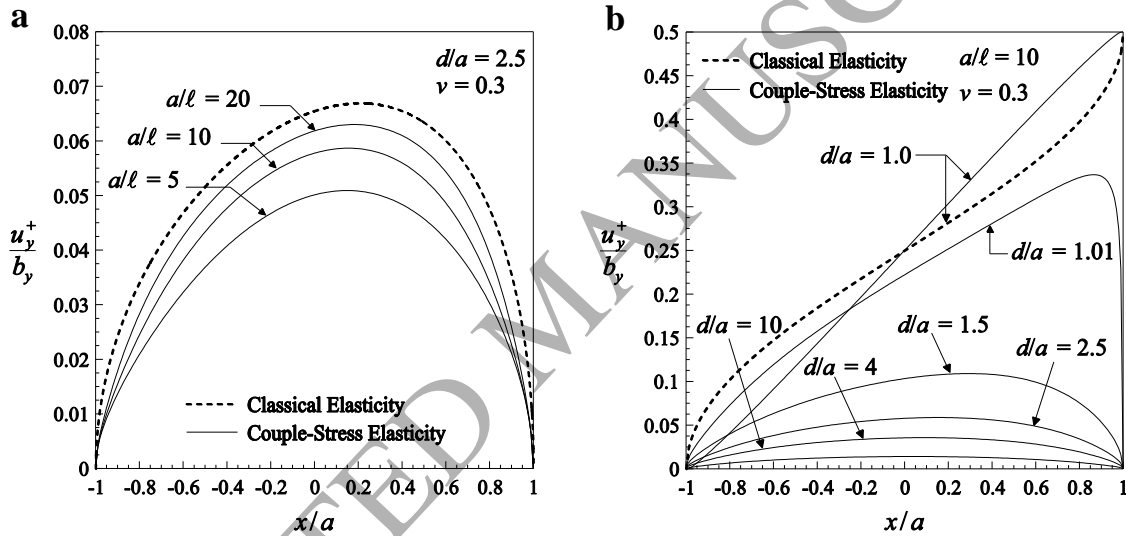 a
0.08
0.07
0.06
0.05
0.04
0.03
0.02
0.01
0
-1 -0.8 -0.6 -0.4 -0.2 0 0.2 0.4 0.6 0.8 1
x/a
u_y^+
b_y
d/a = 2.5
ν = 0.3
a/ℓ = 20
a/ℓ = 10
a/ℓ = 5
Classical Elasticity
Couple-Stress Elasticity
b
0.5
0.45
0.4
0.35
0.3
0.25
0.2
0.15
0.1
0.05
0
-1 -0.8 -0.6 -0.4 -0.2 0 0.2 0.4 0.6 0.8 1
x/a
u_y^+
b_y
Classical Elasticity
Couple-Stress Elasticity
a/ℓ = 10
ν = 0.3
d/a = 1.0
d/a = 1.01
d/a = 10
d/a = 1.5
d/a = 4
d/a = 2.5
TED MANUSC